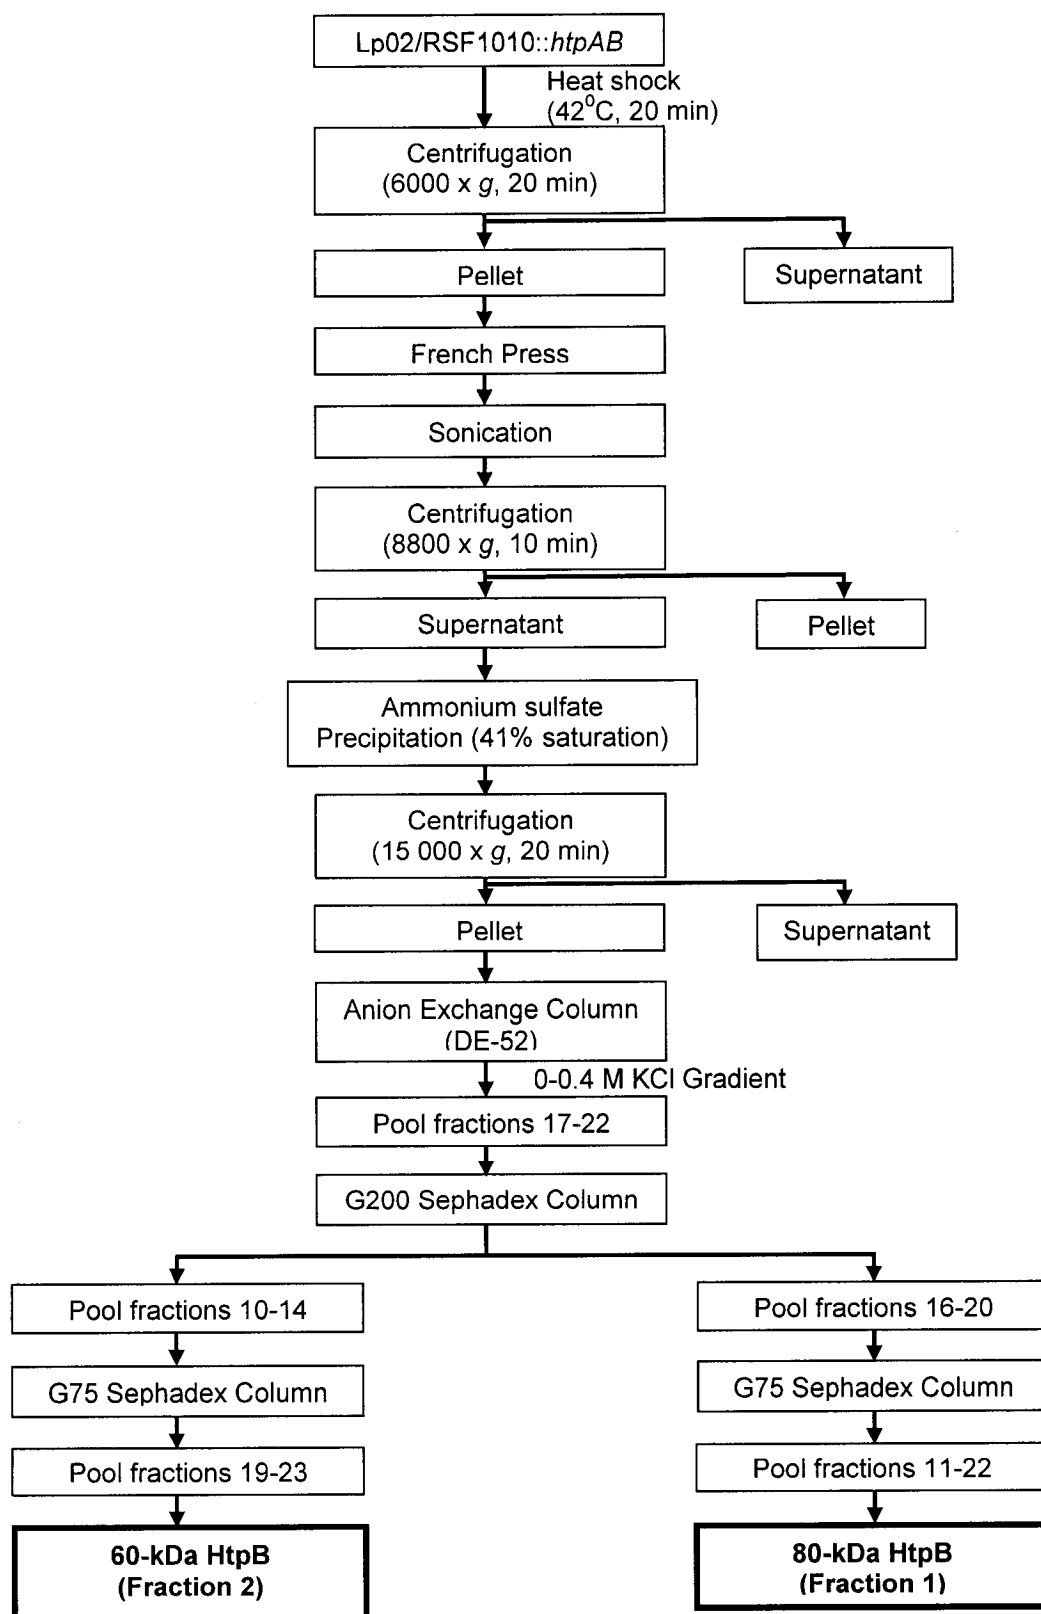 Lp02/RSF1010::htpAB
Heat shock
(42⁰C, 20 min)
Centrifugation
(6000 x g, 20 min)
Pellet
Supernatant
French Press
Sonication
Centrifugation
(8800 x g, 10 min)
Supernatant
Pellet
Ammonium sulfate
Precipitation (41% saturation)
Centrifugation
(15 000 x g, 20 min)
Pellet
Supernatant
Anion Exchange Column
(DE-52)
0-0.4 M KCl Gradient
Pool fractions 17-22
G200 Sephadex Column
Pool fractions 10-14
Pool fractions 16-20
G75 Sephadex Column
G75 Sephadex Column
Pool fractions 19-23
Pool fractions 11-22
60-kDa HtpB
(Fraction 2)
80-kDa HtpB
(Fraction 1)